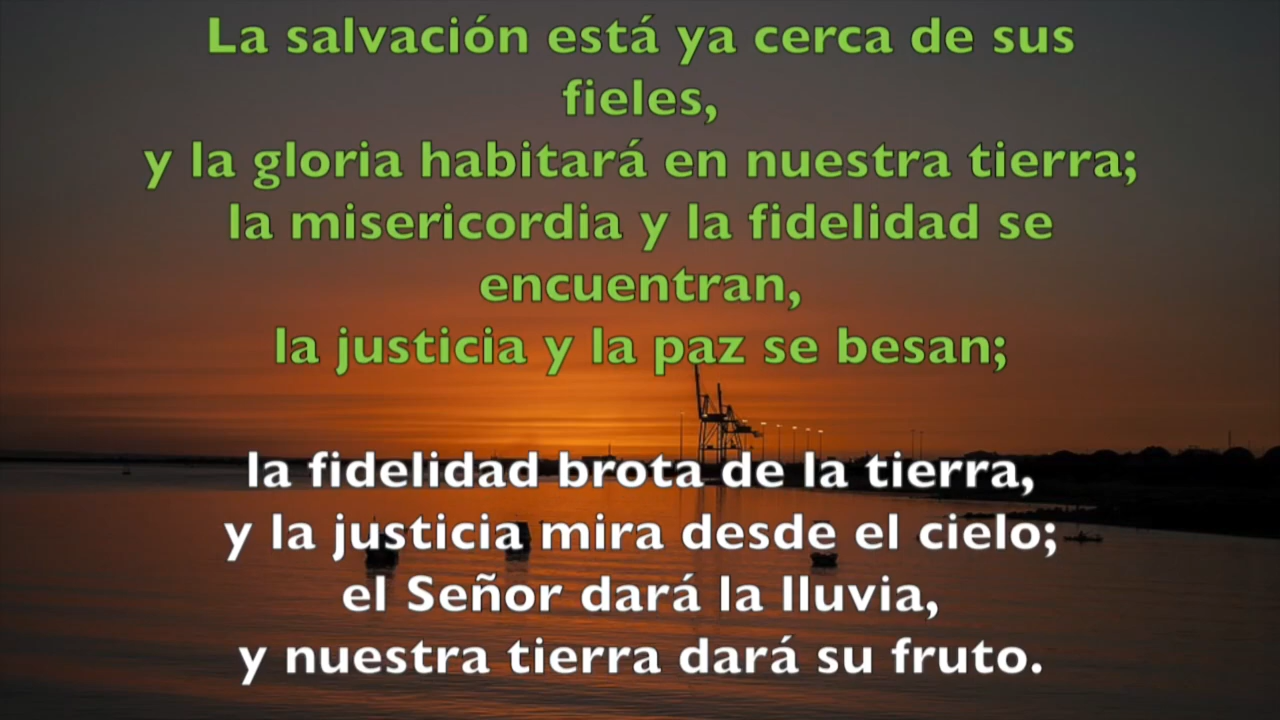 La salvación está ya cerca de sus
fieles,
y la gloria habitará en nuestra tierra;
la misericordia y la fidelidad se
encuentran,
la justicia y la paz se besan;
la fidelidad brota de la tierra,
y la justicia mira desde el cielo;
el Señor dará la lluvia,
y nuestra tierra dará su fruto.